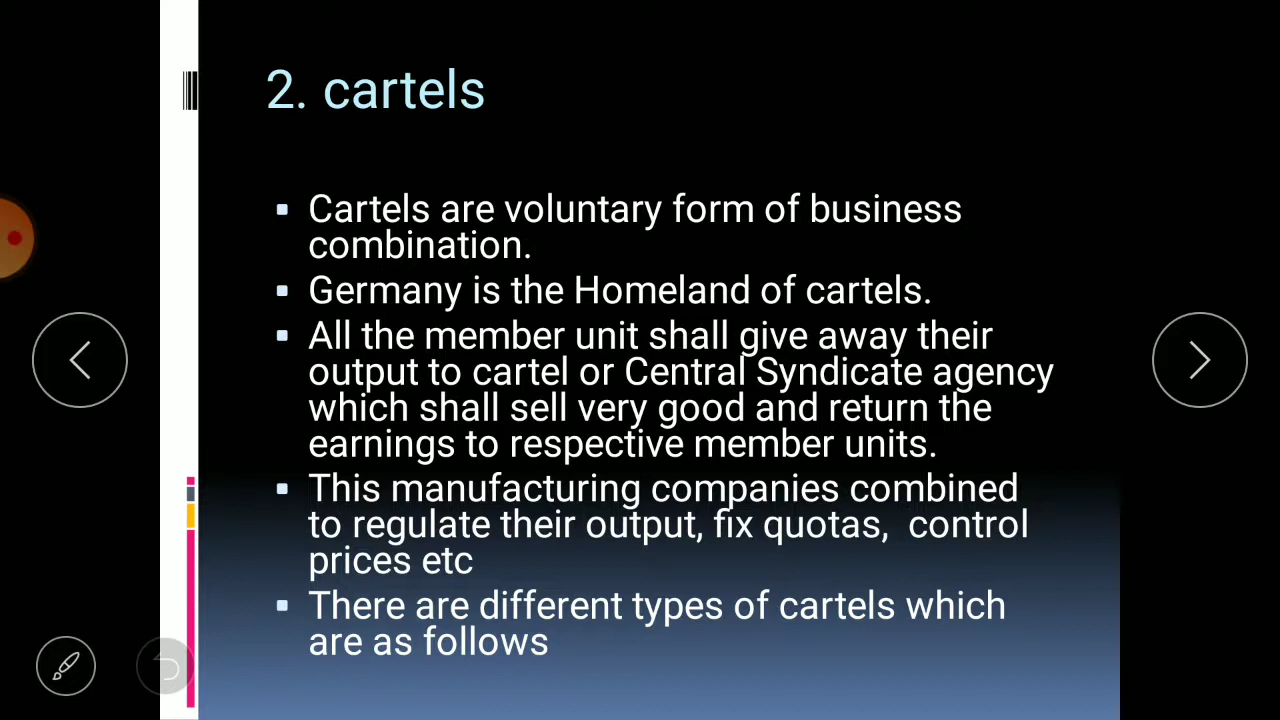 2. cartels
▪ Cartels are voluntary form of business
combination.
▪ Germany is the Homeland of cartels.
▪ All the member unit shall give away their
output to cartel or Central Syndicate agency
which shall sell very good and return the
earnings to respective member units.
▪ This manufacturing companies combined
to regulate their output, fix quotas,  control
prices etc
▪ There are different types of cartels which
are as follows